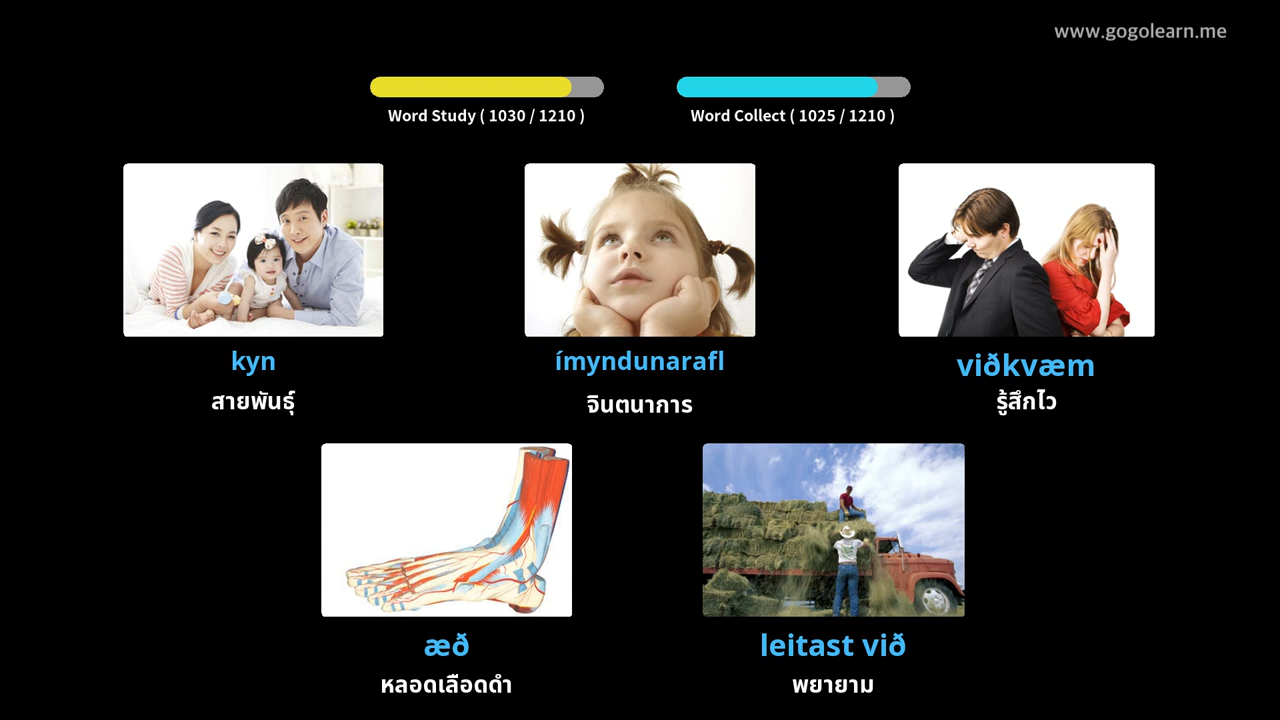 www.gogolearn.me
Word Study ( 1030 / 1210 )
Word Collect ( 1025 / 1210 )
kyn
สายพันธุ์
ímyndunarafl
จินตนาการ
viðkvæm
รู้สึกไว
æð
หลอดเลือดดำ
leitast við
พยายาม